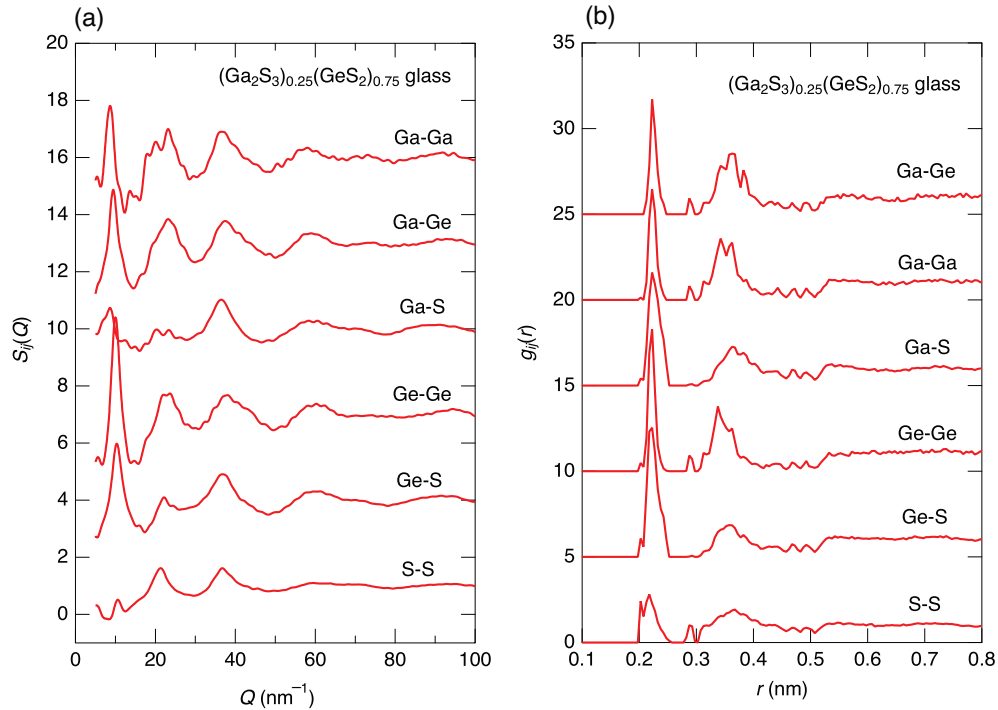 (a)
20
18
16
14
12
10
8
6
4
2
0
S_ij(Q)
(Ga₂S₃)₀.₂₅(GeS₂)₀.₇₅ glass
Ga-Ga
Ga-Ge
Ga-S
Ge-Ge
Ge-S
S-S
0 20 40 60 80 100
Q (nm⁻¹)
(b)
35
30
25
20
15
10
5
0
g_ij(r)
(Ga₂S₃)₀.₂₅(GeS₂)₀.₇₅ glass
Ga-Ge
Ga-Ga
Ga-S
Ge-Ge
Ge-S
S-S
0.1 0.2 0.3 0.4 0.5 0.6 0.7 0.8
r (nm)